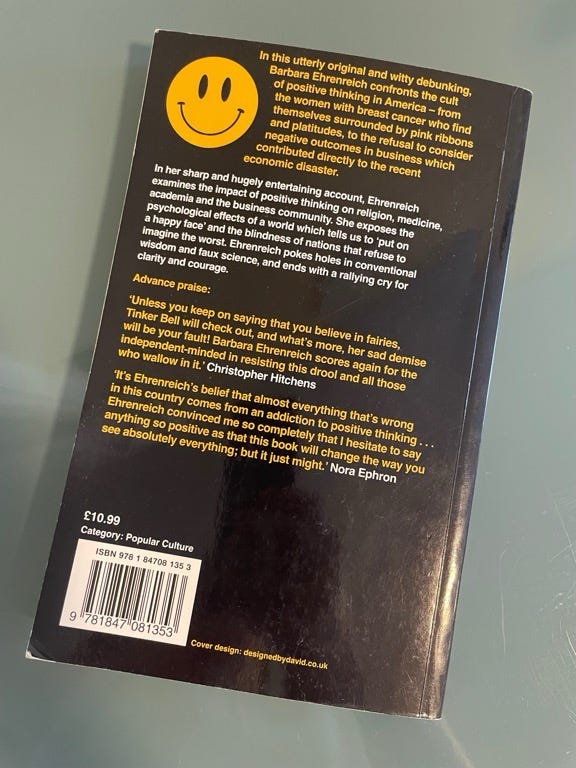 In this utterly original and witty debunking,
Barbara Ehrenreich confronts the cult
of positive thinking in America – from
the women with breast cancer who find
themselves surrounded by pink ribbons
and platitudes, to the refusal to consider
negative outcomes in business which
contributed directly to the recent
economic disaster.
In her sharp and hugely entertaining account, Ehrenreich
examines the impact of positive thinking on religion, medicine,
academia and the business community. She exposes the
psychological effects of a world which tells us to 'put on
a happy face' and the blindness of nations that refuse to
imagine the worst. Ehrenreich pokes holes in conventional
wisdom and faux science, and ends with a rallying cry for
clarity and courage.
Advance praise:
'Unless you keep on saying that you believe in fairies,
Tinker Bell will check out, and what's more, her sad demise
will be your fault! Barbara Ehrenreich scores again for the
independent-minded in resisting this drool and all those
who wallow in it.' Christopher Hitchens
'It's Ehrenreich's belief that almost everything that's wrong
in this country comes from an addiction to positive thinking . . .
Ehrenreich convinced me so completely that I hesitate to say
anything so positive as that this book will change the way you
see absolutely everything; but it just might.' Nora Ephron
£10.99
Category: Popular Culture
ISBN 978 1 84708 135 3
9 781847 081353
Cover design: designedbydavid.co.uk